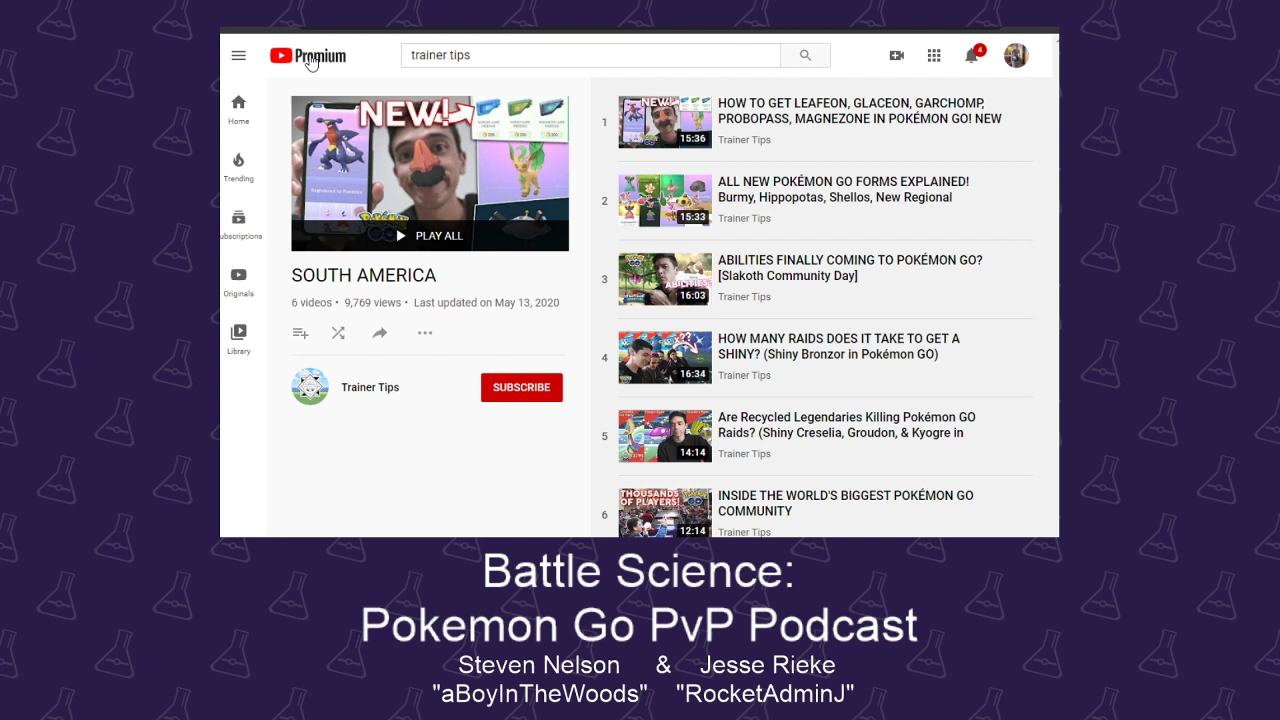 Premium
trainer tips
4
Home
Trending
ubscriptions
Originals
Library
NEW!
PLAY ALL
SOUTH AMERICA
6 videos • 9,769 views • Last updated on May 13, 2020
Trainer Tips
SUBSCRIBE
1
NEW!
15:36
HOW TO GET LEAFEON, GLACEON, GARCHOMP,
PROBOPASS, MAGNEZONE IN POKÉMON GO! NEW
Trainer Tips
2
15:33
ALL NEW POKÉMON GO FORMS EXPLAINED!
Burmy, Hippopotas, Shellos, New Regional
Trainer Tips
3
16:03
ABILITIES FINALLY COMING TO POKÉMON GO?
[Slakoth Community Day]
Trainer Tips
4
16:34
HOW MANY RAIDS DOES IT TAKE TO GET A
SHINY? (Shiny Bronzor in Pokémon GO)
Trainer Tips
5
14:14
Are Recycled Legendaries Killing Pokémon GO
Raids? (Shiny Creselia, Groudon, & Kyogre in
Trainer Tips
6
THOUSANDS
OF PLAYERS!
12:14
INSIDE THE WORLD'S BIGGEST POKÉMON GO
COMMUNITY
Trainer Tips
Battle Science:
Pokemon Go PvP Podcast
Steven Nelson & Jesse Rieke
"aBoyInTheWoods" "RocketAdminJ"